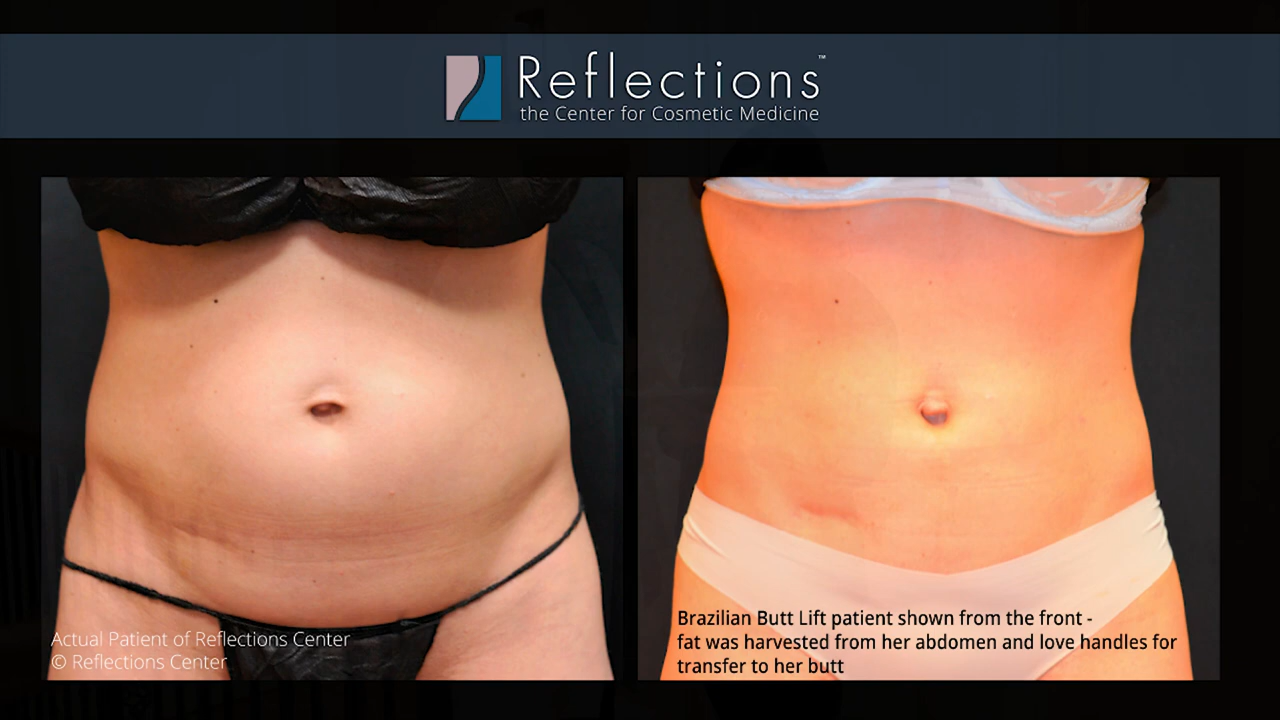 Reflections™
the Center for Cosmetic Medicine
Actual Patient of Reflections Center
© Reflections Center
Brazilian Butt Lift patient shown from the front -
fat was harvested from her abdomen and love handles for
transfer to her butt